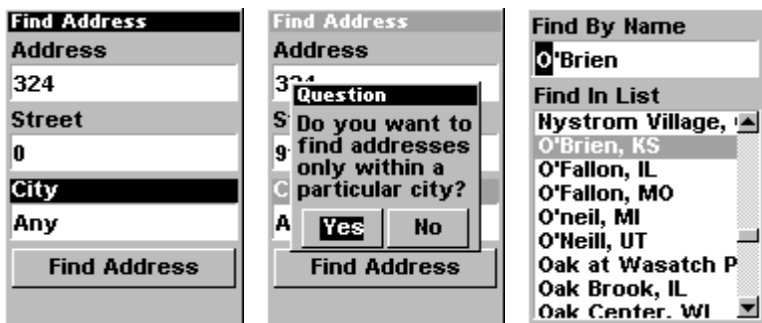 Find Address
Address
324
Street
0
City
Any
Find Address
Find Address
Address
Question
Do you want to
find addresses
only within a
particular city?
Yes
No
Find Address
Find By Name
O'Brien
Find In List
Nystrom Village,
O'Brien, KS
O'Fallon, IL
O'Fallon, MO
O'neil, MI
O'Neill, UT
Oak at Wasatch P
Oak Brook, IL
Oak Center, WI